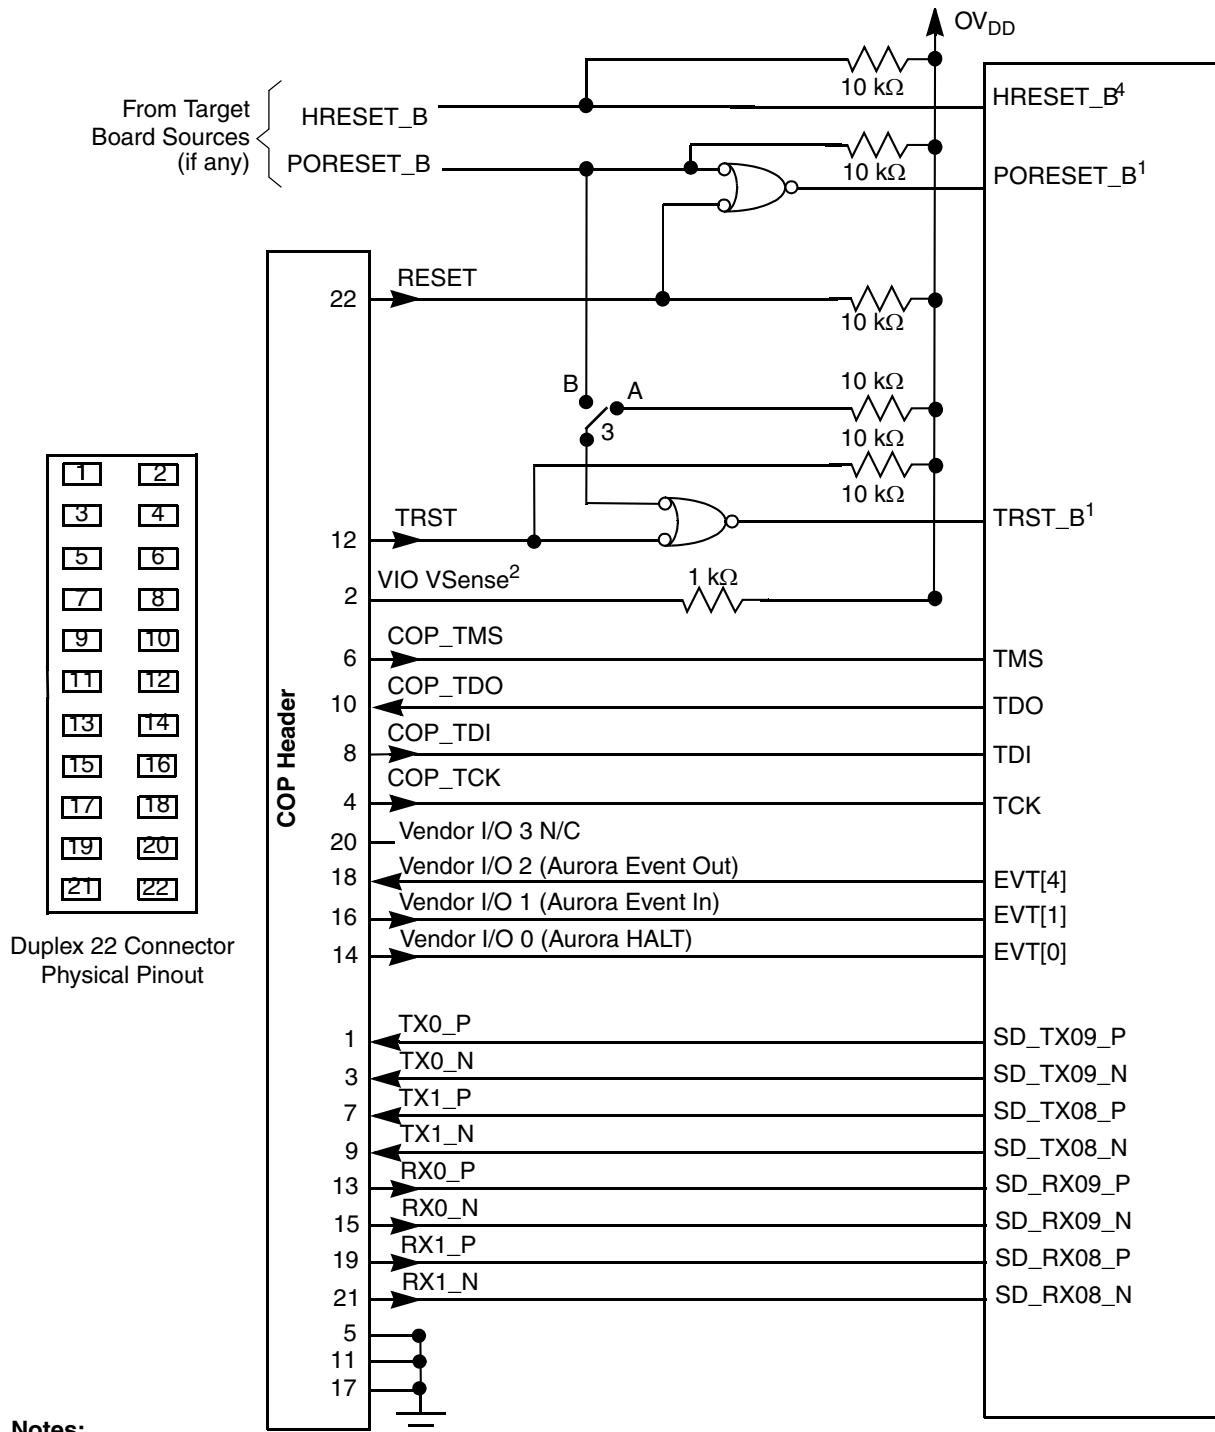 OVDD
10 kΩ
From Target
Board Sources
(if any)
HRESET_B
HRESET_B4
PORESET_B
10 kΩ
PORESET_B1
22
RESET
10 kΩ
B
A
3
10 kΩ
10 kΩ
10 kΩ
12
TRST
TRST_B1
2
VIO VSense2
1 kΩ
COP Header
6
COP_TMS
TMS
10
COP_TDO
TDO
8
COP_TDI
TDI
4
COP_TCK
TCK
20
Vendor I/O 3 N/C
18
Vendor I/O 2 (Aurora Event Out)
EVT[4]
16
Vendor I/O 1 (Aurora Event In)
EVT[1]
14
Vendor I/O 0 (Aurora HALT)
EVT[0]
1
TX0_P
SD_TX09_P
3
TX0_N
SD_TX09_N
7
TX1_P
SD_TX08_P
9
TX1_N
SD_TX08_N
13
RX0_P
SD_RX09_P
15
RX0_N
SD_RX09_N
19
RX1_P
SD_RX08_P
21
RX1_N
SD_RX08_N
5
11
17
1 2
3 4
5 6
7 8
9 10
11 12
13 14
15 16
17 18
19 20
21 22
Duplex 22 Connector
Physical Pinout
Notes: